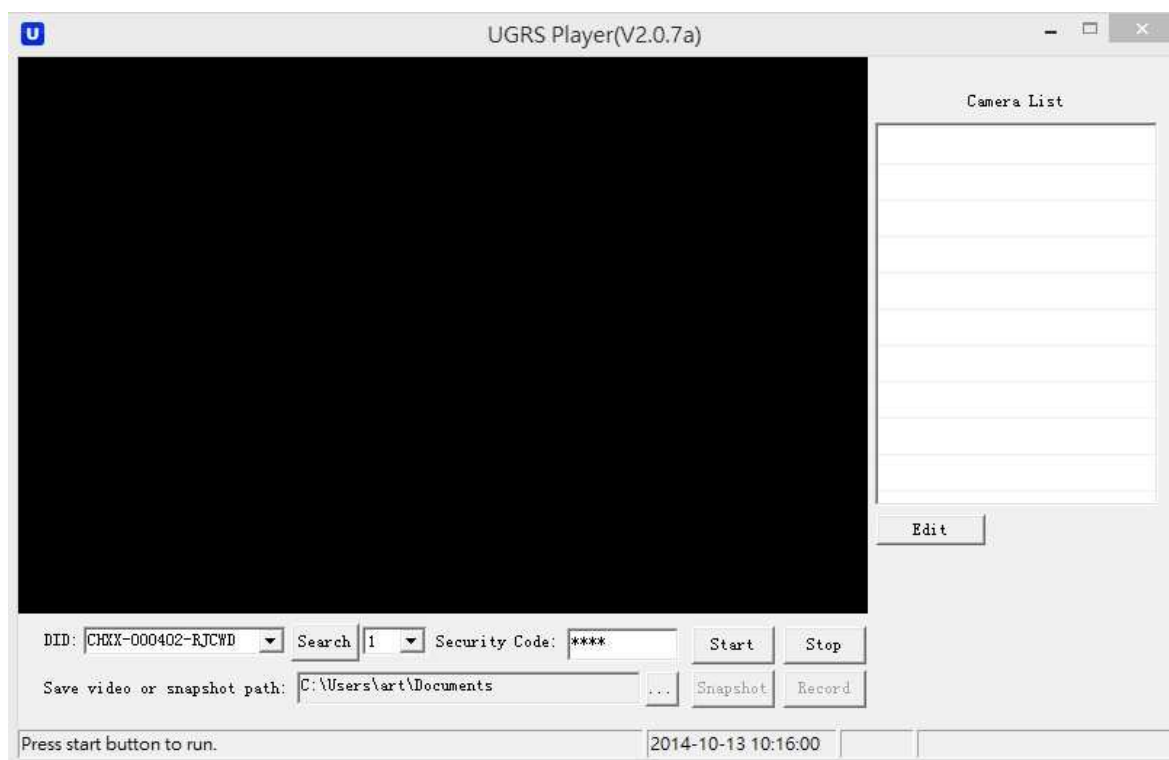 U
UGRS Player(V2.0.7a)
Camera List
Edit
DID: CHXX-000402-RJCWD Search 1 Security Code: **** Start Stop
Save video or snapshot path: C:\Users\art\Documents ... Snapshot Record
Press start button to run. 2014-10-13 10:16:00